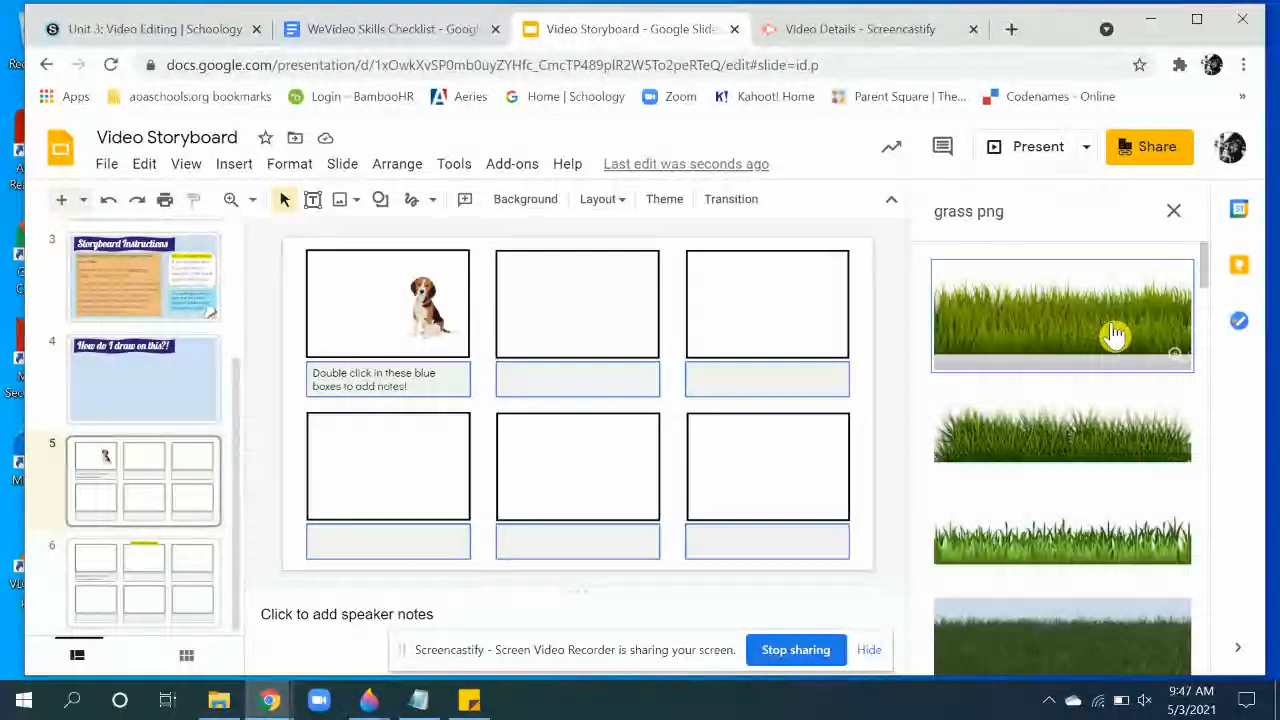 Unit 3: Video Editing | Schoology
WeVideo Skills Checklist - Googl
Video Storyboard - Google Slide
Video Details - Screencastify
docs.google.com/presentation/d/1xOwkXvSP0mb0uyZYHfc_CmcTP489plR2W5To2peRTeQ/edit#slide=id.p
Apps
aoaschools.org bookmarks
Login—BambooHR
Aeries
Home | Schoology
Zoom
Kahoot! Home
Parent Square | The...
Codenames - Online
»
Video Storyboard
Present
Share
File Edit View Insert Format Slide Arrange Tools Add-ons Help Last edit was seconds ago
Background Layout Theme Transition
grass png
3
Storyboard Instructions
4
How do I draw on this?!
5
6
Double click in these blue
boxes to add notes!
Click to add speaker notes
Screencastify - Screen Video Recorder is sharing your screen.
Stop sharing
Hide
9:47 AM
5/3/2021